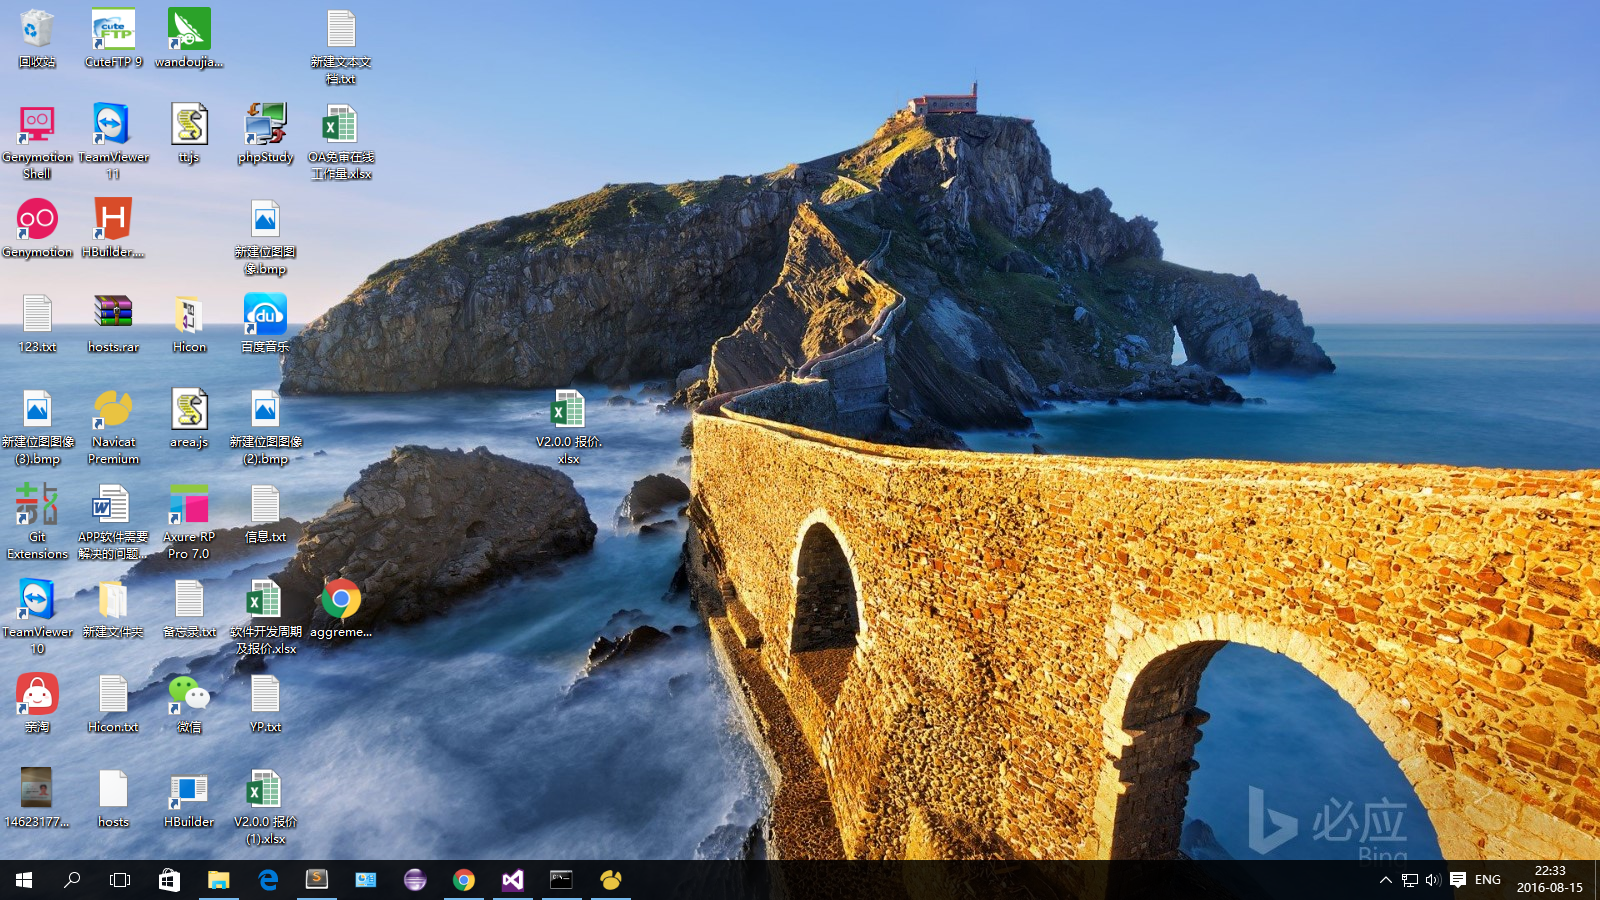 回收站
CuteFTP 9
wandoujia...
新建文本文
档.txt
Genymotion
Shell
TeamViewer
11
tt.js
phpStudy
OA免审在线
工作量.xlsx
Genymotion
HBuilder....
新建位图图
像.bmp
123.txt
hosts.rar
Hicon
百度音乐
新建位图图像
(3).bmp
Navicat
Premium
area.js
新建位图图像
(2).bmp
V2.0.0 报价.
xlsx
Git
Extensions
APP软件需要
解决的问题...
Axure RP
Pro 7.0
信息.txt
TeamViewer
10
新建文件夹
备忘录.txt
软件开发周期
及报价.xlsx
aggreme...
亲淘
Hicon.txt
微信
YP.txt
14623177...
hosts
HBuilder
V2.0.0 报价
(1).xlsx
必应
Bing
ENG
22:33
2016-08-15